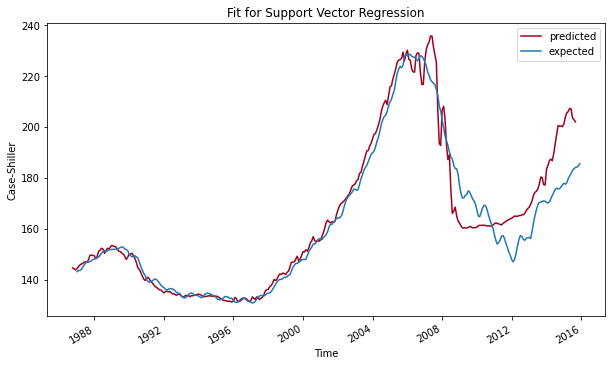 Fit for Support Vector Regression
240
220
200
180
160
140
Case-Shiller
predicted
expected
1988
1992
1996
2000
2004
2008
2012
2016
Time